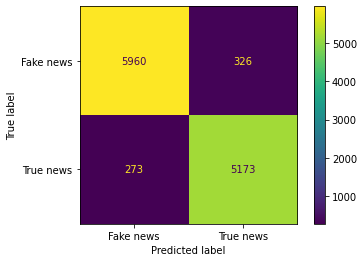 Fake news 5960 326
True news 273 5173
Fake news True news
Predicted label
True label
5000
4000
3000
2000
1000